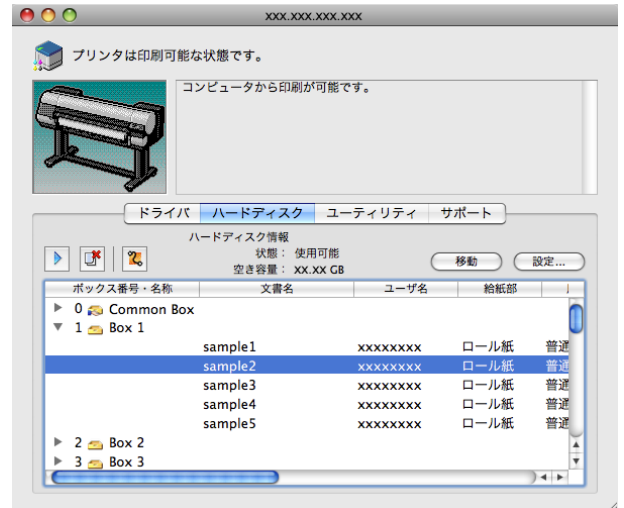 xxx.xxx.xxx.xxx
プリンタは印刷可能な状態です。
コンピュータから印刷が可能です。
ドライバ ハードディスク ユーティリティ サポート
ハードディスク情報
状態： 使用可能
空き容量： XX.XX GB
移動 設定...
ボックス番号・名称 文書名 ユーザ名 給紙部
0 Common Box
1 Box 1
sample1 xxxxxxxx ロール紙 普通
sample2 xxxxxxxx ロール紙 普通
sample3 xxxxxxxx ロール紙 普通
sample4 xxxxxxxx ロール紙 普通
sample5 xxxxxxxx ロール紙 普通
2 Box 2
3 Box 3